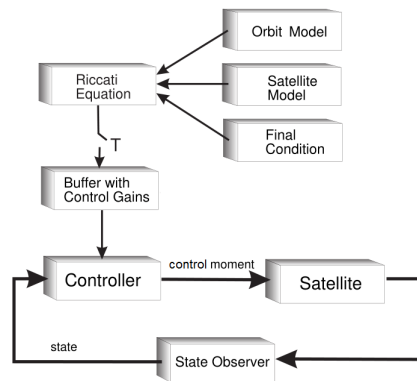 Orbit Model
Riccati
Equation
Satellite
Model
Final
Condition
T
Buffer with
Control Gains
control moment
Controller
Satellite
state
State Observer